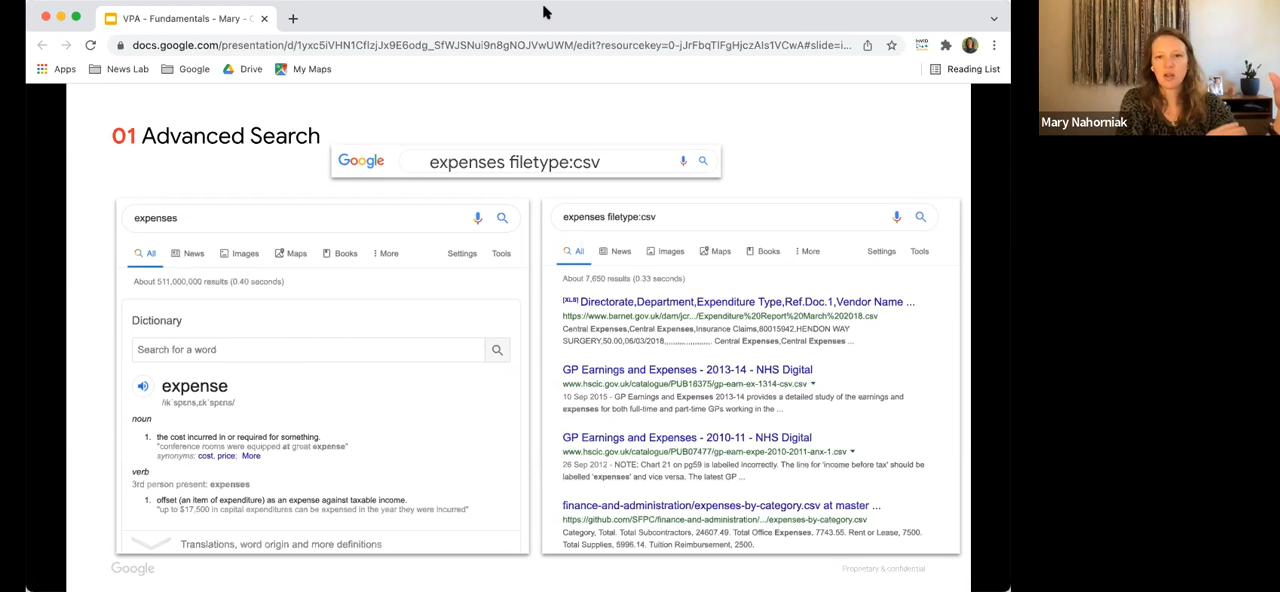 VPA - Fundamentals - Mary - G
docs.google.com/presentation/d/1yxc5iVHN1CfIzjJx9E6odg_SfWJSNui9n8gNOJVwUWM/edit?resourcekey=0-jJrFbqTlFgHjczAls1VCwA#slide=i...
Apps News Lab Google Drive My Maps Reading List
01 Advanced Search
Google expenses filetype:csv
expenses
All News Images Maps Books More Settings Tools
About 511,000,000 results (0.40 seconds)
Dictionary
Search for a word
expense
/ɪkˈspɛns,ɛkˈspɛns/
noun
1. the cost incurred in or required for something.
"conference rooms were equipped at great expense"
synonyms: cost, price; More
verb
3rd person present: expenses
1. offset (an item of expenditure) as an expense against taxable income.
"up to $17,500 in capital expenditures can be expensed in the year they were incurred"
Translations, word origin and more definitions
expenses filetype:csv
All News Images Maps Books More Settings Tools
About 7,650 results (0.33 seconds)
[XLS] Directorate,Department,Expenditure Type,Ref.Doc.1,Vendor Name ...
https://www.barnet.gov.uk/dam/jcr.../Expenditure%20Report%20March%202018.csv
Central Expenses,Central Expenses,Insurance Claims,80015942,HENDON WAY
SURGERY,50.00,06/03/2018,,,,,,,,,,,,,,,,,,, Central Expenses,Central Expenses ...
GP Earnings and Expenses - 2013-14 - NHS Digital
www.hscic.gov.uk/catalogue/PUB16375/gp-earn-ex-1314-csv.csv
10 Sep 2015 - GP Earnings and Expenses 2013-14 provides a detailed study of the earnings and
expenses for both full-time and part-time GPs working in the ...
GP Earnings and Expenses - 2010-11 - NHS Digital
www.hscic.gov.uk/catalogue/PUB07477/gp-earn-expe-2010-2011-anx-1.csv
26 Sep 2012 - NOTE: Chart 21 on pg59 is labelled incorrectly. The line for 'income before tax' should be
labelled 'expenses' and vice versa. The latest GP ...
finance-and-administration/expenses-by-category.csv at master ...
https://github.com/SFPC/finance-and-administration/.../expenses-by-category.csv
Category, Total. Total Subcontractors, 24607.49. Total Office Expenses, 7743.55. Rent or Lease, 7500.
Total Supplies, 5996.14. Tuition Reimbursement, 2500.
Google
Proprietary & confidential
Mary Nahorniak